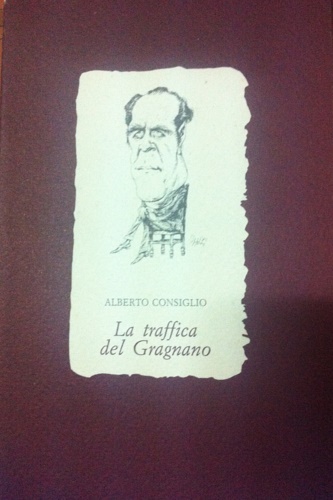 ALBERTO CONSIGLIO
La traffica
del Gragnano